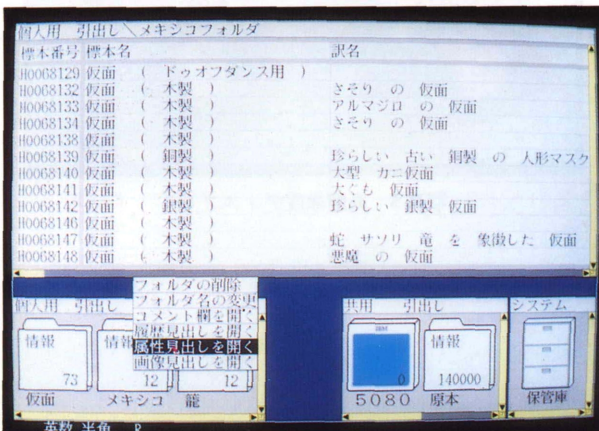 個人用 引出し＼メキシコフォルダ
標本番号 標本名 訳名
H0068129 仮面 ( ドゥオフダンス用 )
H0068132 仮面 ( 木製 ) さそり の 仮面
H0068133 仮面 ( 木製 ) アルマジロ の 仮面
H0068134 仮面 ( 木製 ) さそり の 仮面
H0068138 仮面 ( 木製 )
H0068139 仮面 ( 銅製 ) 珍らしい 古い 銅製 の 人形マスク
H0068140 仮面 ( 木製 ) 大型 カニ仮面
H0068141 仮面 ( 木製 ) 大くも 仮面
H0068142 仮面 ( 銀製 ) 珍らしい 銀製 仮面
H0068146 仮面 ( 木製 )
H0068147 仮面 ( 木製 ) 蛇 サソリ 竜 を 象徴した 仮面
H0068148 仮面 ( 木製 ) 悪魔 の 仮面
フォルダの削除
フォルダ名の変更
コメント欄を開く
履歴見出しを開く
属性見出しを開く
画像見出しを開く
個人用 引出し
情報 73 仮面
情報 12 メキシコ
12 籠
共用 引出し
0 5080
情報 140000 原本
システム
保管庫
英数 半角 R